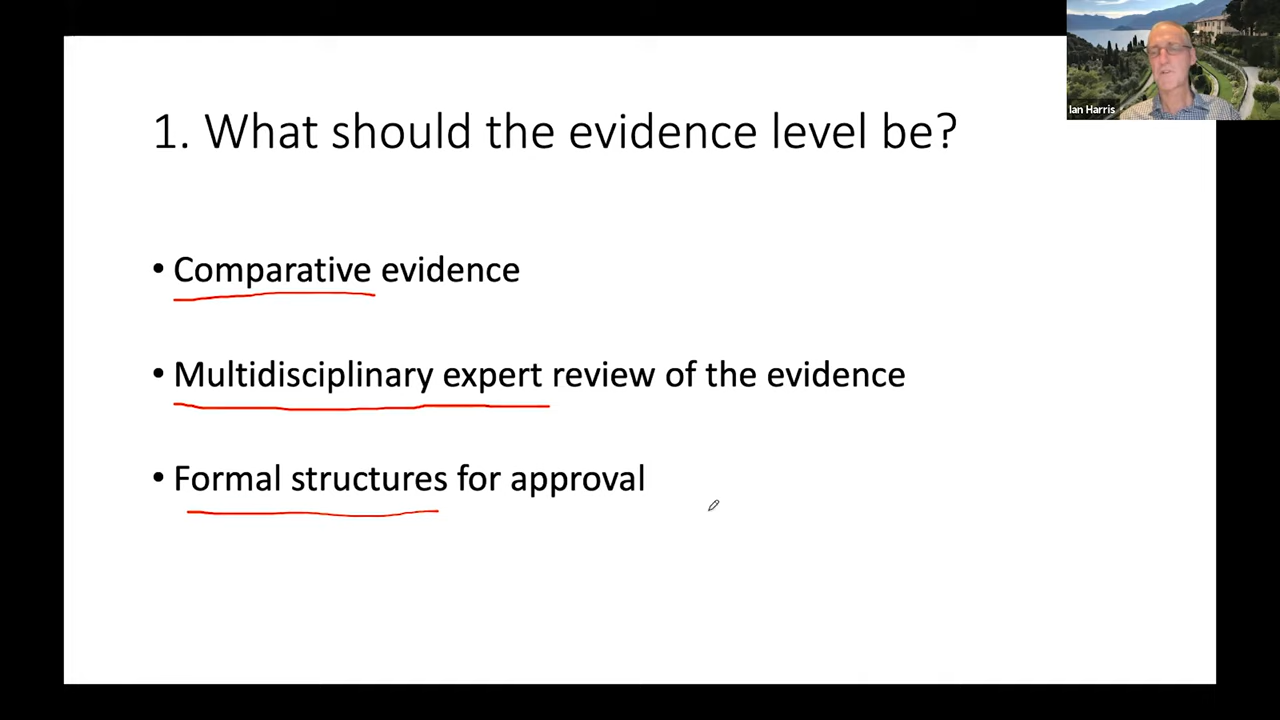 Ian Harris
1. What should the evidence level be?
• Comparative evidence
• Multidisciplinary expert review of the evidence
• Formal structures for approval